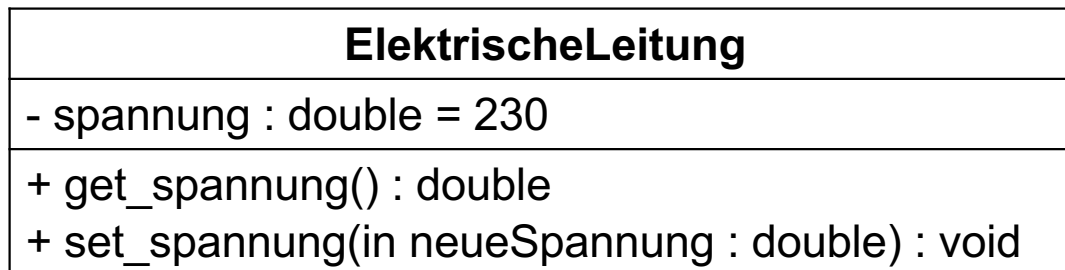 ElektrischeLeitung
- spannung : double = 230
+ get_spannung() : double
+ set_spannung(in neueSpannung : double) : void